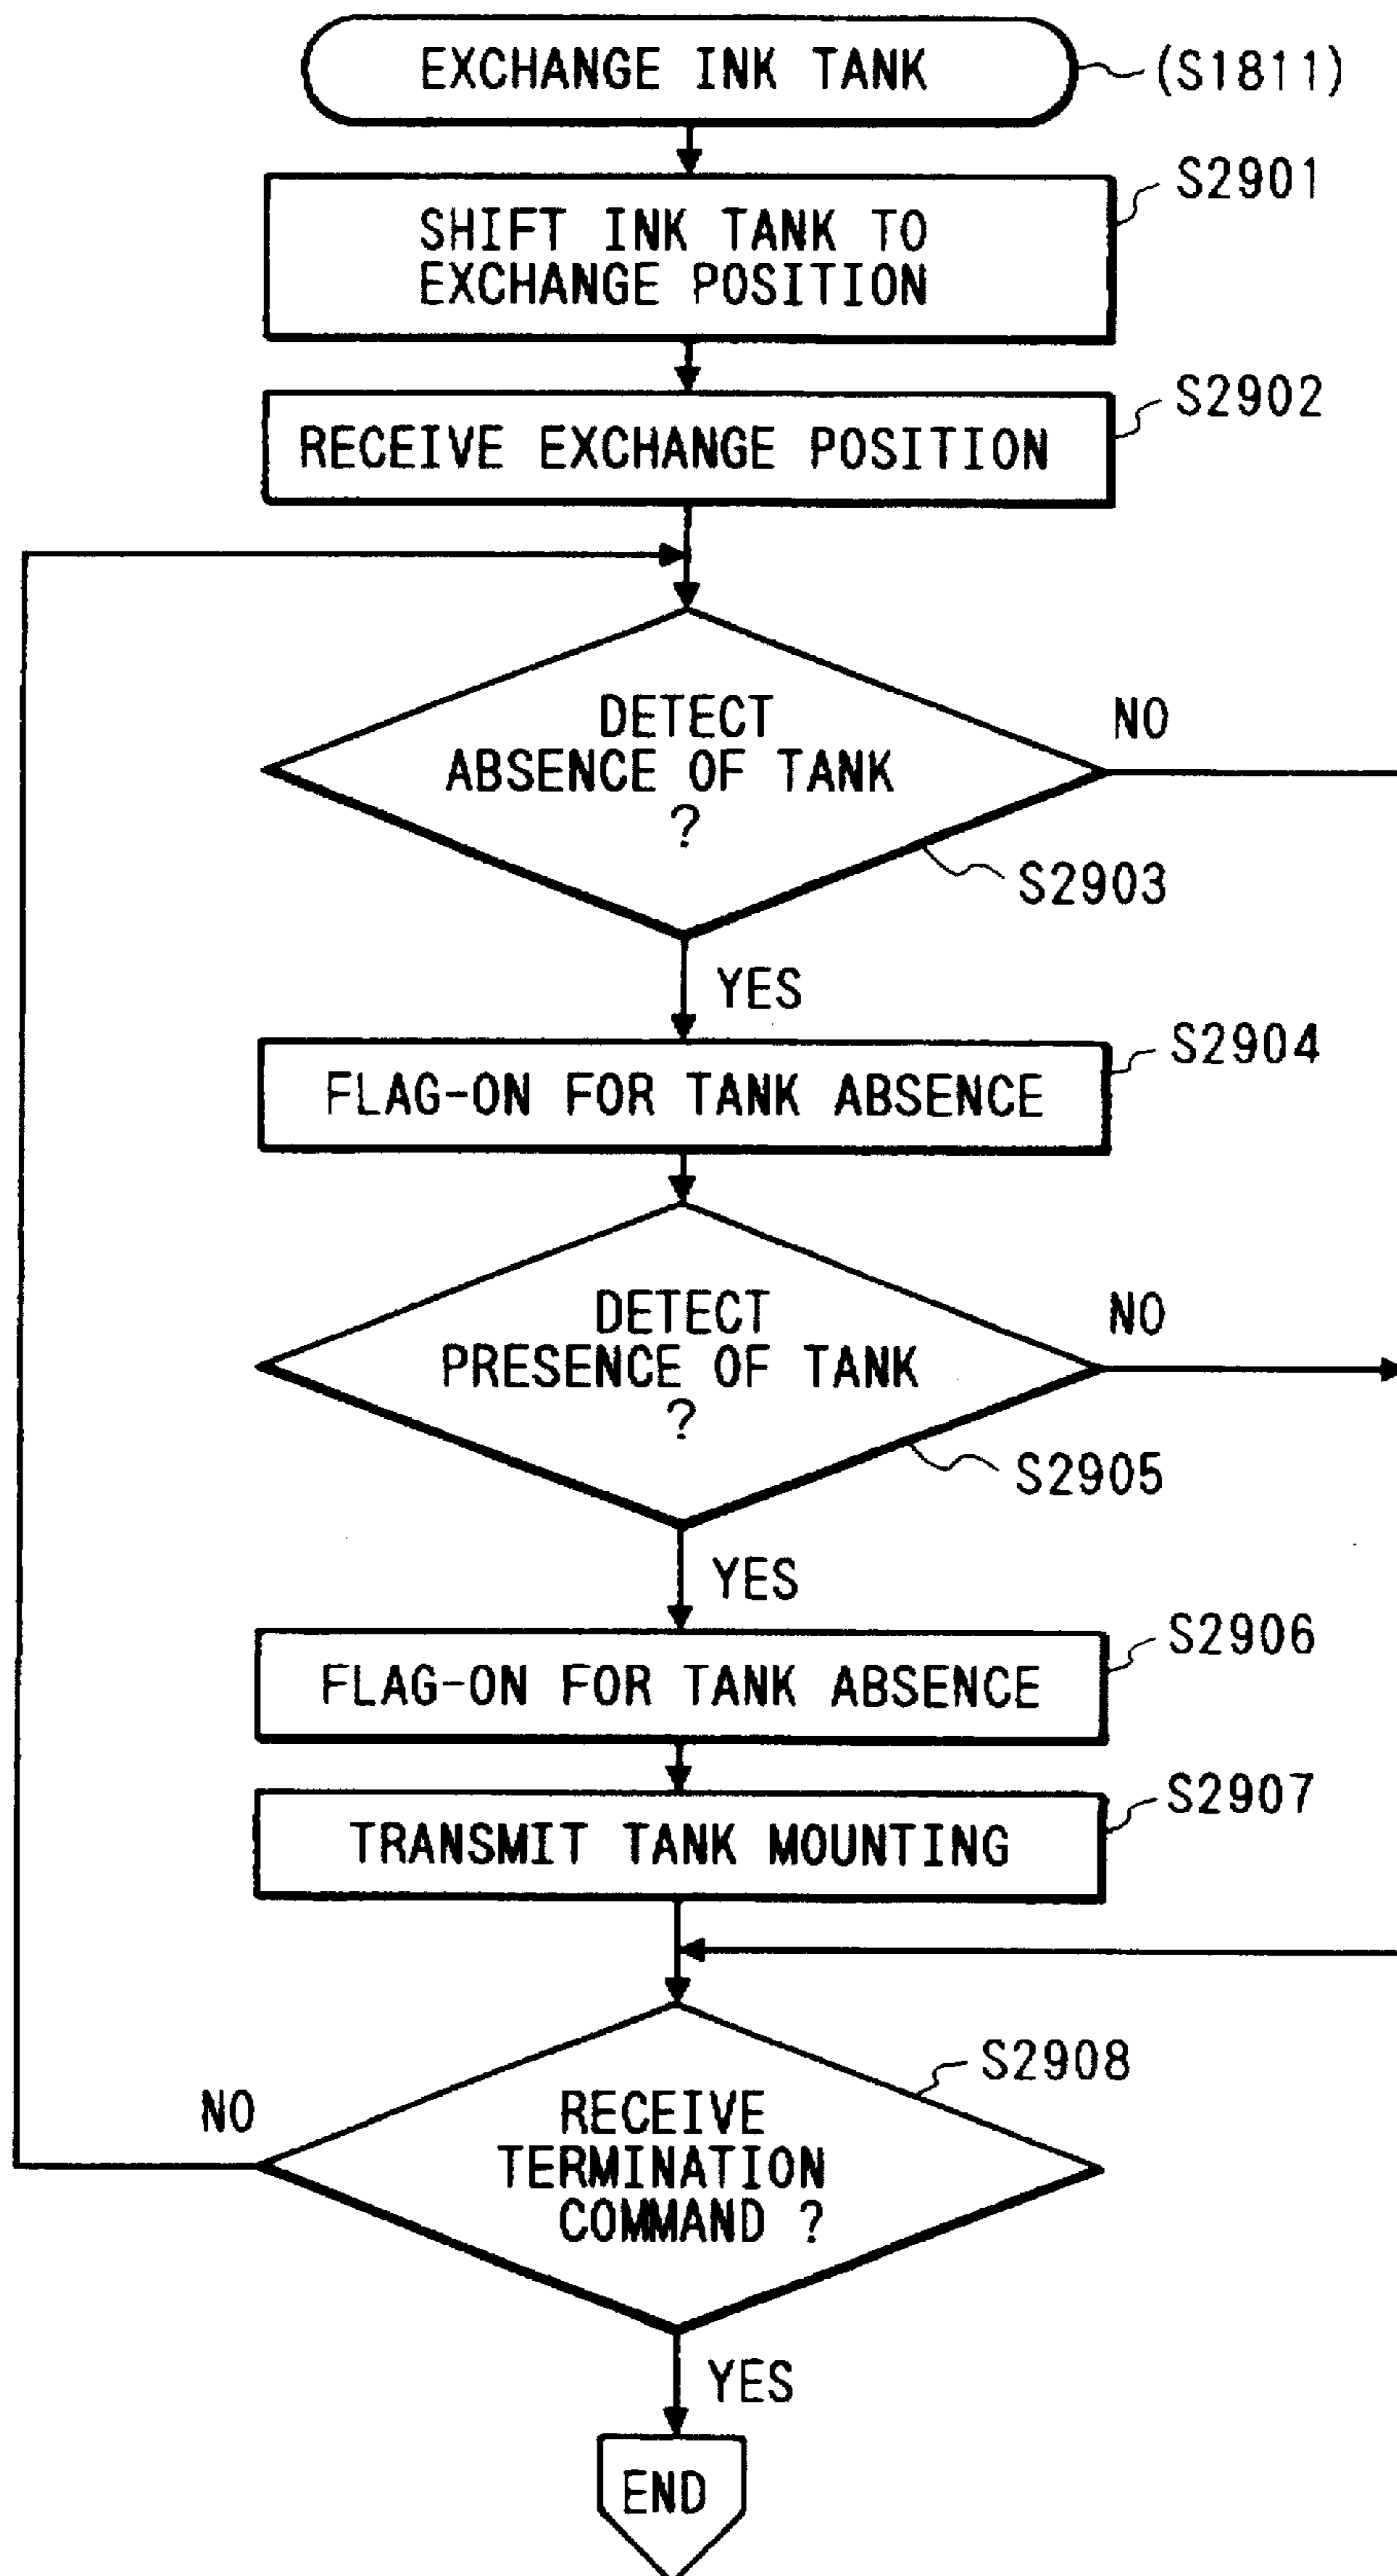 EXCHANGE INK TANK
(S1811)
S2901
SHIFT INK TANK TO
EXCHANGE POSITION
S2902
RECEIVE EXCHANGE POSITION
DETECT
ABSENCE OF TANK
?
NO
S2903
YES
S2904
FLAG-ON FOR TANK ABSENCE
DETECT
PRESENCE OF TANK
?
NO
S2905
YES
S2906
FLAG-ON FOR TANK ABSENCE
S2907
TRANSMIT TANK MOUNTING
S2908
NO
RECEIVE
TERMINATION
COMMAND ?
YES
END